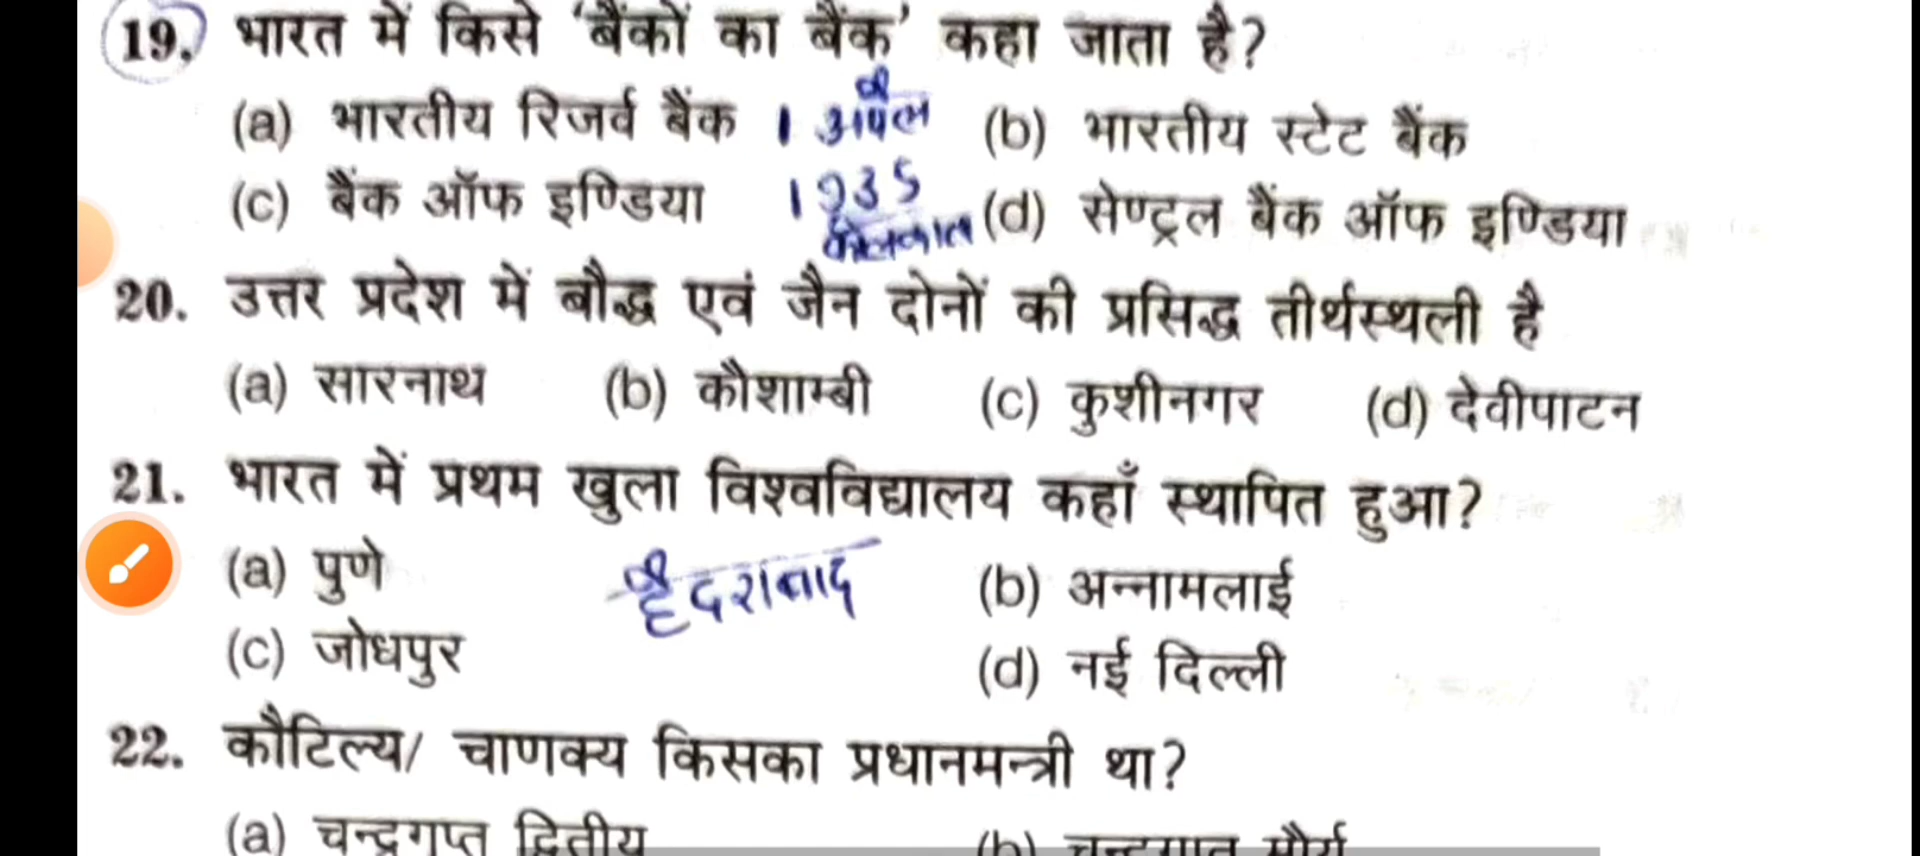 19. भारत में किसे ‘बैंकों का बैंक’ कहा जाता है?
(a) भारतीय रिजर्व बैंक 1 अप्रैल (b) भारतीय स्टेट बैंक
(c) बैंक ऑफ इण्डिया 1935 (d) सेण्ट्रल बैंक ऑफ इण्डिया
20. उत्तर प्रदेश में बौद्ध एवं जैन दोनों की प्रसिद्ध तीर्थस्थली है
(a) सारनाथ (b) कौशाम्बी (c) कुशीनगर (d) देवीपाटन
21. भारत में प्रथम खुला विश्वविद्यालय कहाँ स्थापित हुआ?
(a) पुणे हैदराबाद (b) अन्नामलाई
(c) जोधपुर (d) नई दिल्ली
22. कौटिल्य/ चाणक्य किसका प्रधानमन्त्री था?
(a) चन्द्रगुप्त द्वितीय (b) चन्द्रगुप्त मौर्य